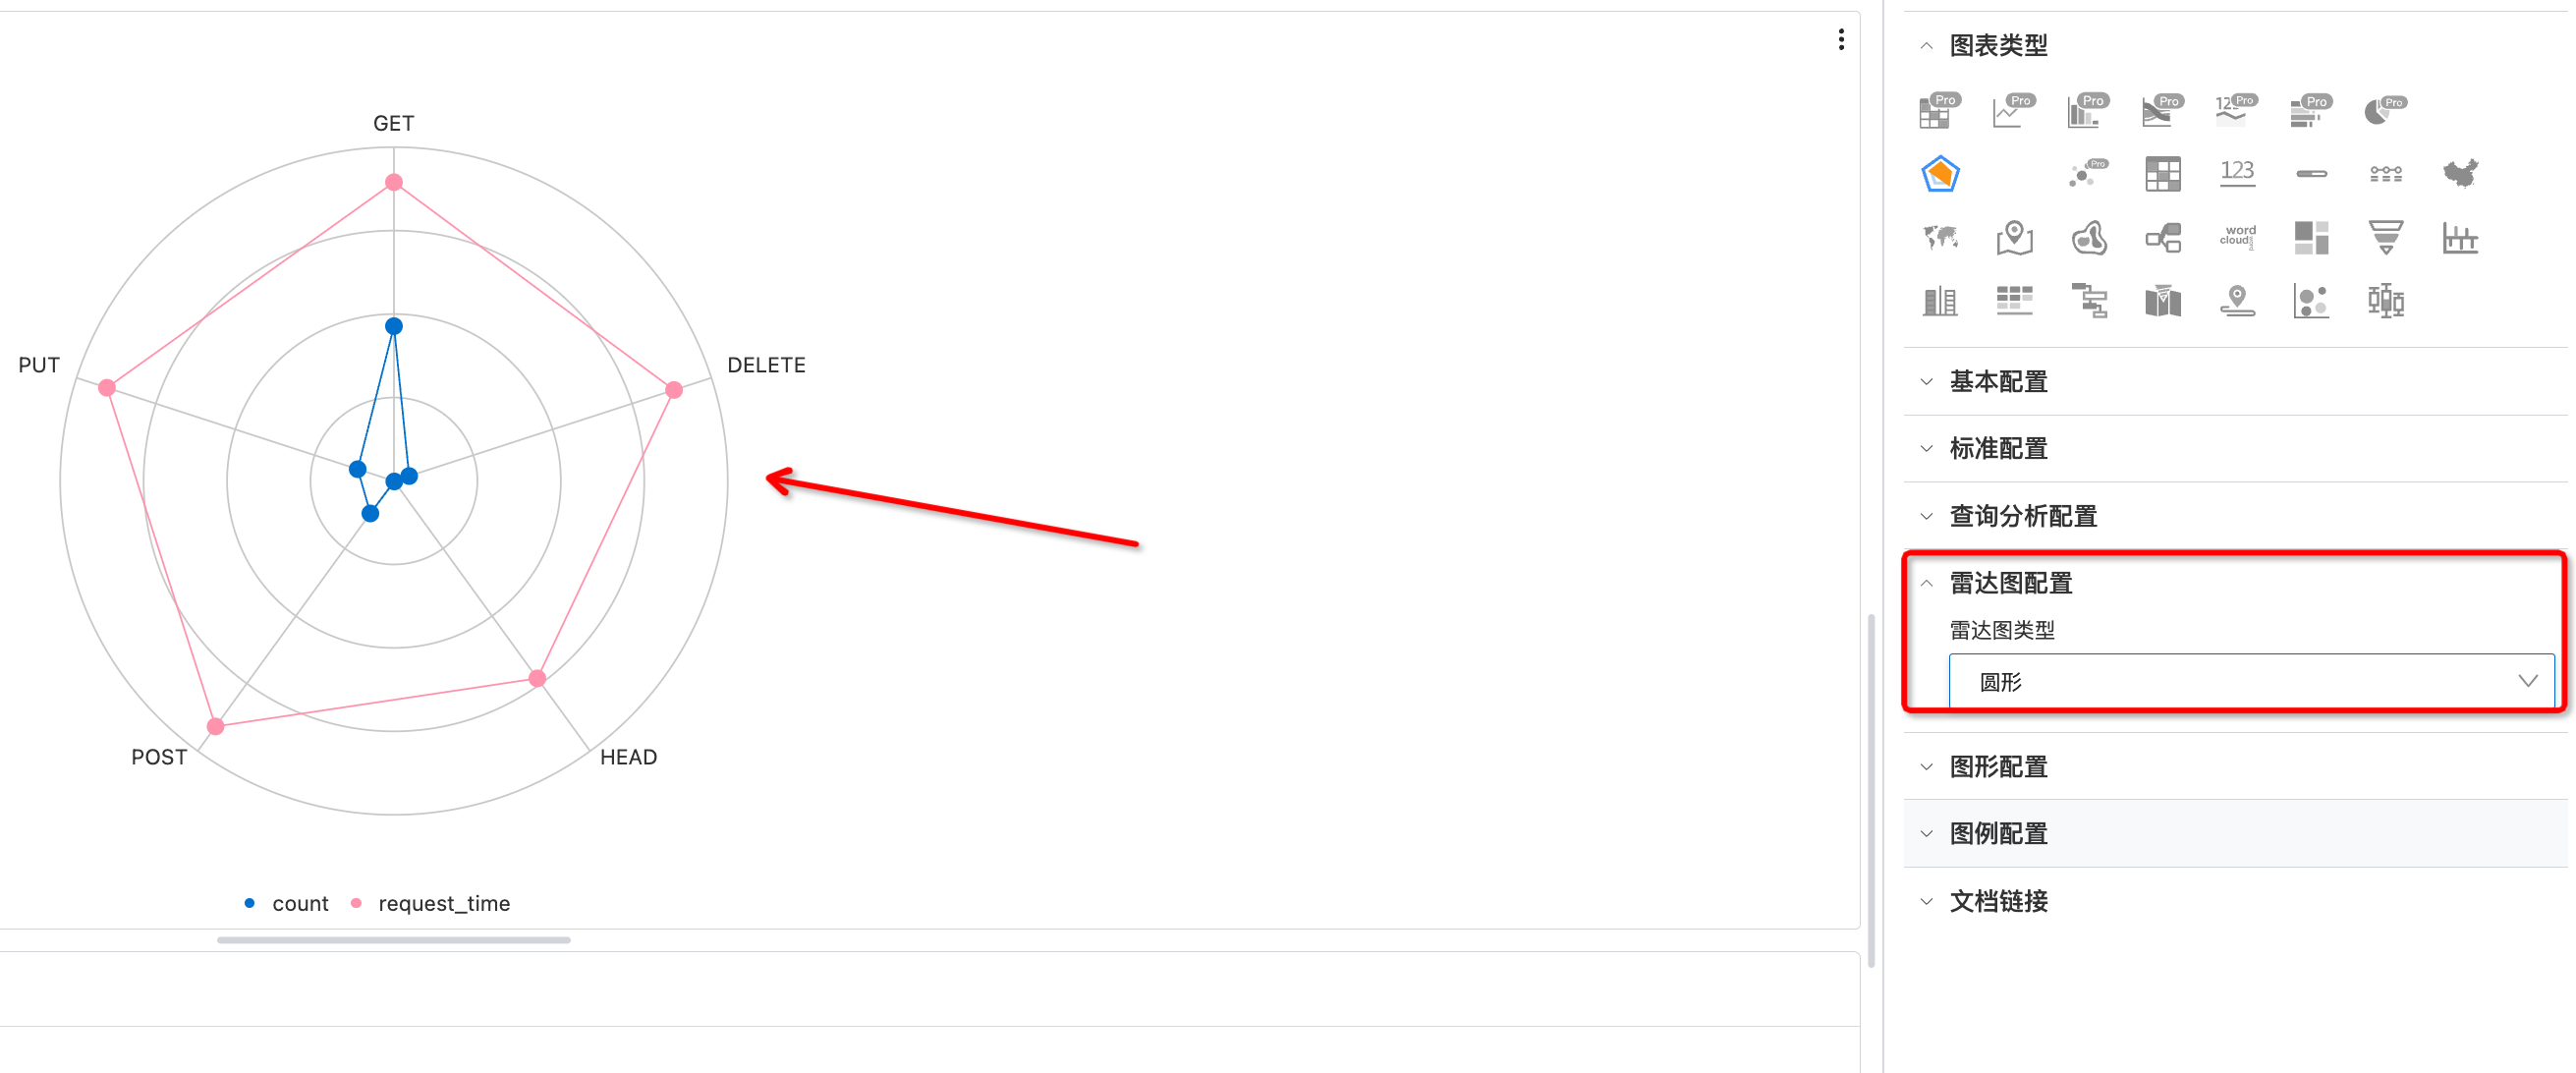 GET
PUT
DELETE
POST
HEAD
count
request_time
图表类型
Pro
Pro
Pro
Pro
123 Pro
Pro
Pro
Pro
123
word
cloud
基本配置
标准配置
查询分析配置
雷达图配置
雷达图类型
圆形
图形配置
图例配置
文档链接